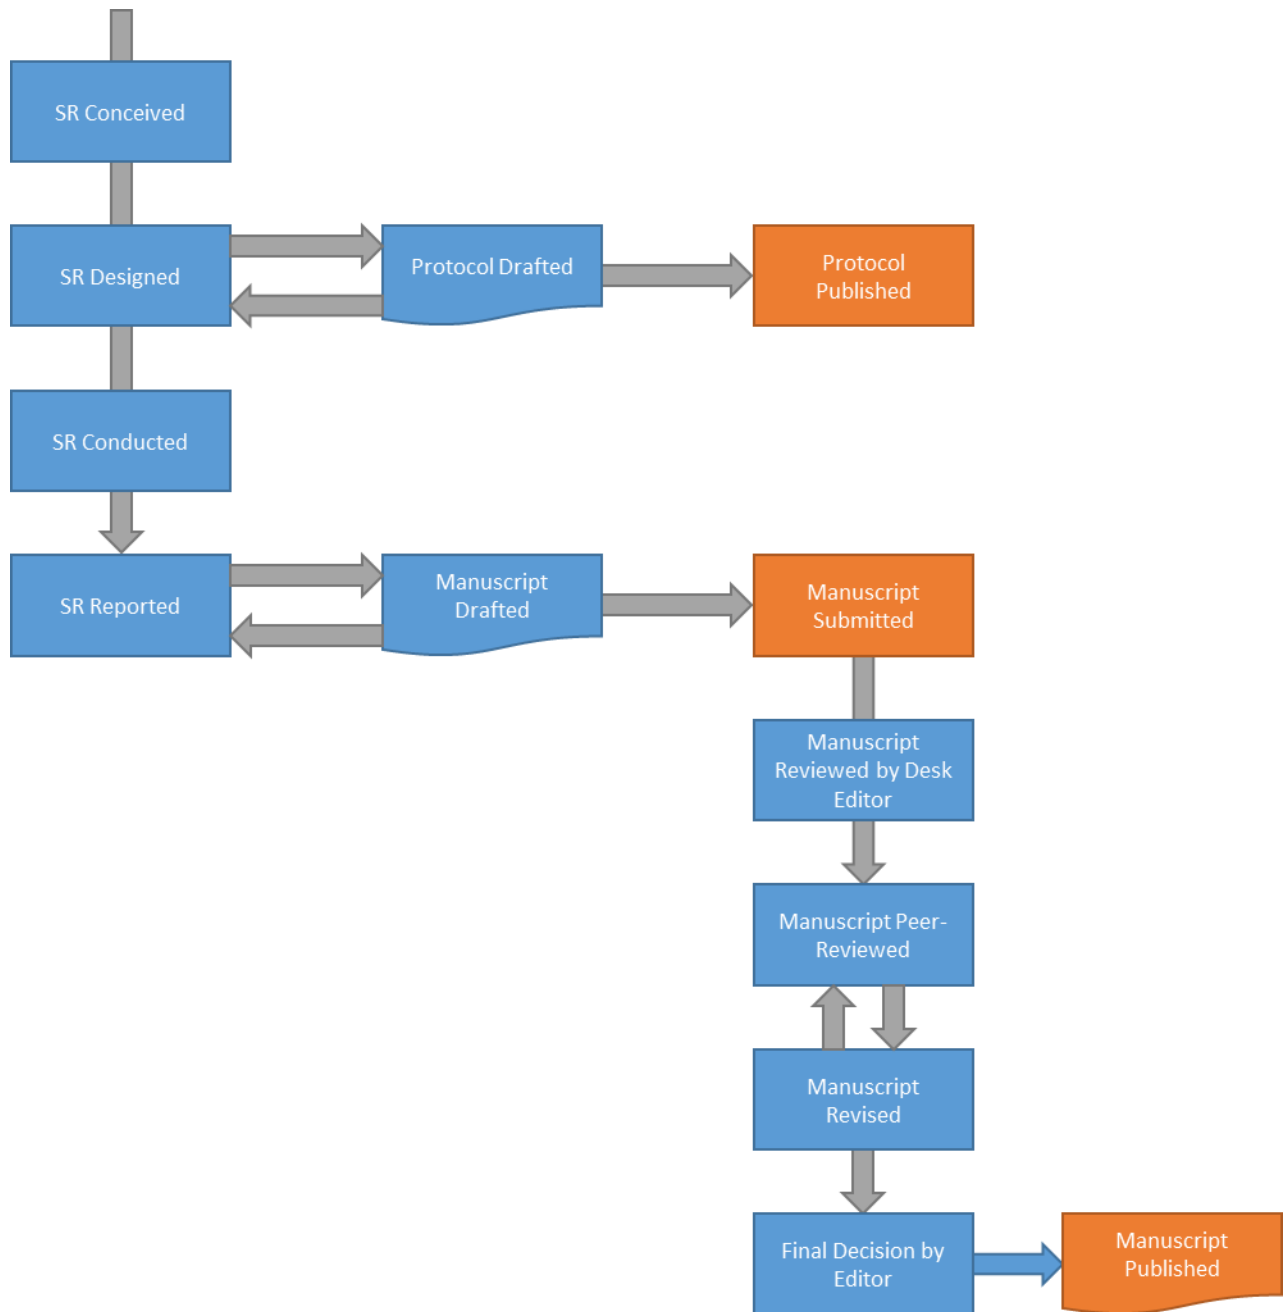 SR Conceived
SR Designed
Protocol Drafted
Protocol
Published
SR Conducted
SR Reported
Manuscript
Drafted
Manuscript
Submitted
Manuscript
Reviewed by Desk
Editor
Manuscript Peer-
Reviewed
Manuscript
Revised
Final Decision by
Editor
Manuscript
Published